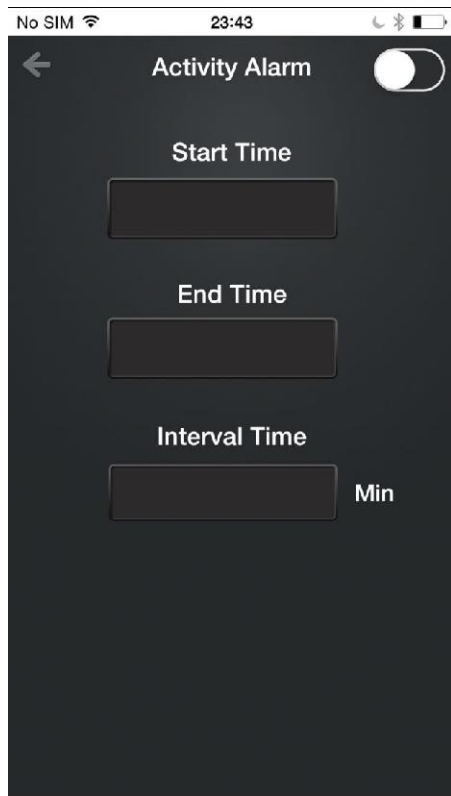 No SIM 23:43
Activity Alarm
Start Time
End Time
Interval Time
Min